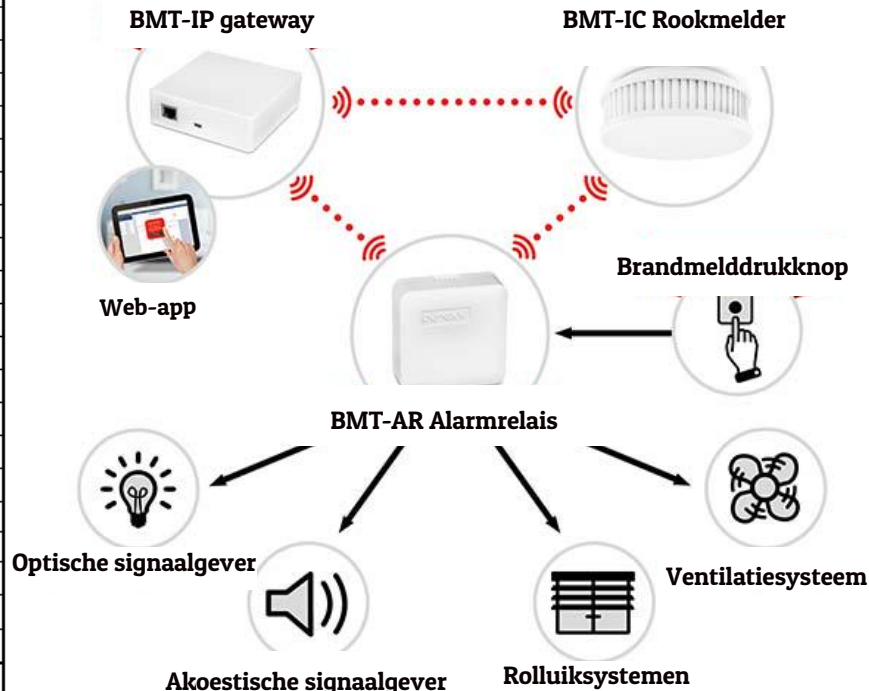 BMT-IP gateway
BMT-IC Rookmelder
Brandmelddrukknop
Web-app
BMT-AR Alarmrelais
Optische signaalgever
Ventilatiesysteem
Akoestische signaalgever
Rolluiksystemen